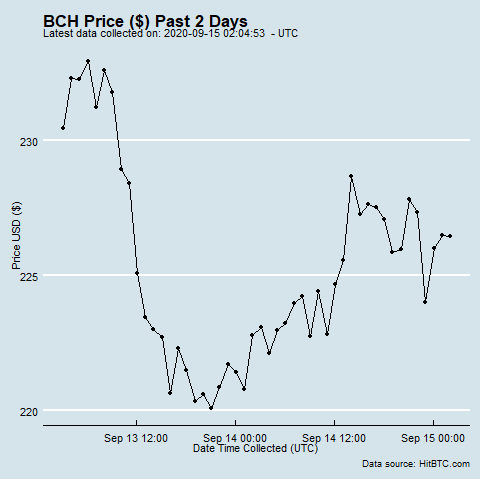 BCH Price ($) Past 2 Days
Latest data collected on: 2020-09-15 02:04:53  - UTC
230
225
220
Price USD ($)
Sep 13 12:00
Sep 14 00:00
Sep 14 12:00
Sep 15 00:00
Date Time Collected (UTC)
Data source: HitBTC.com